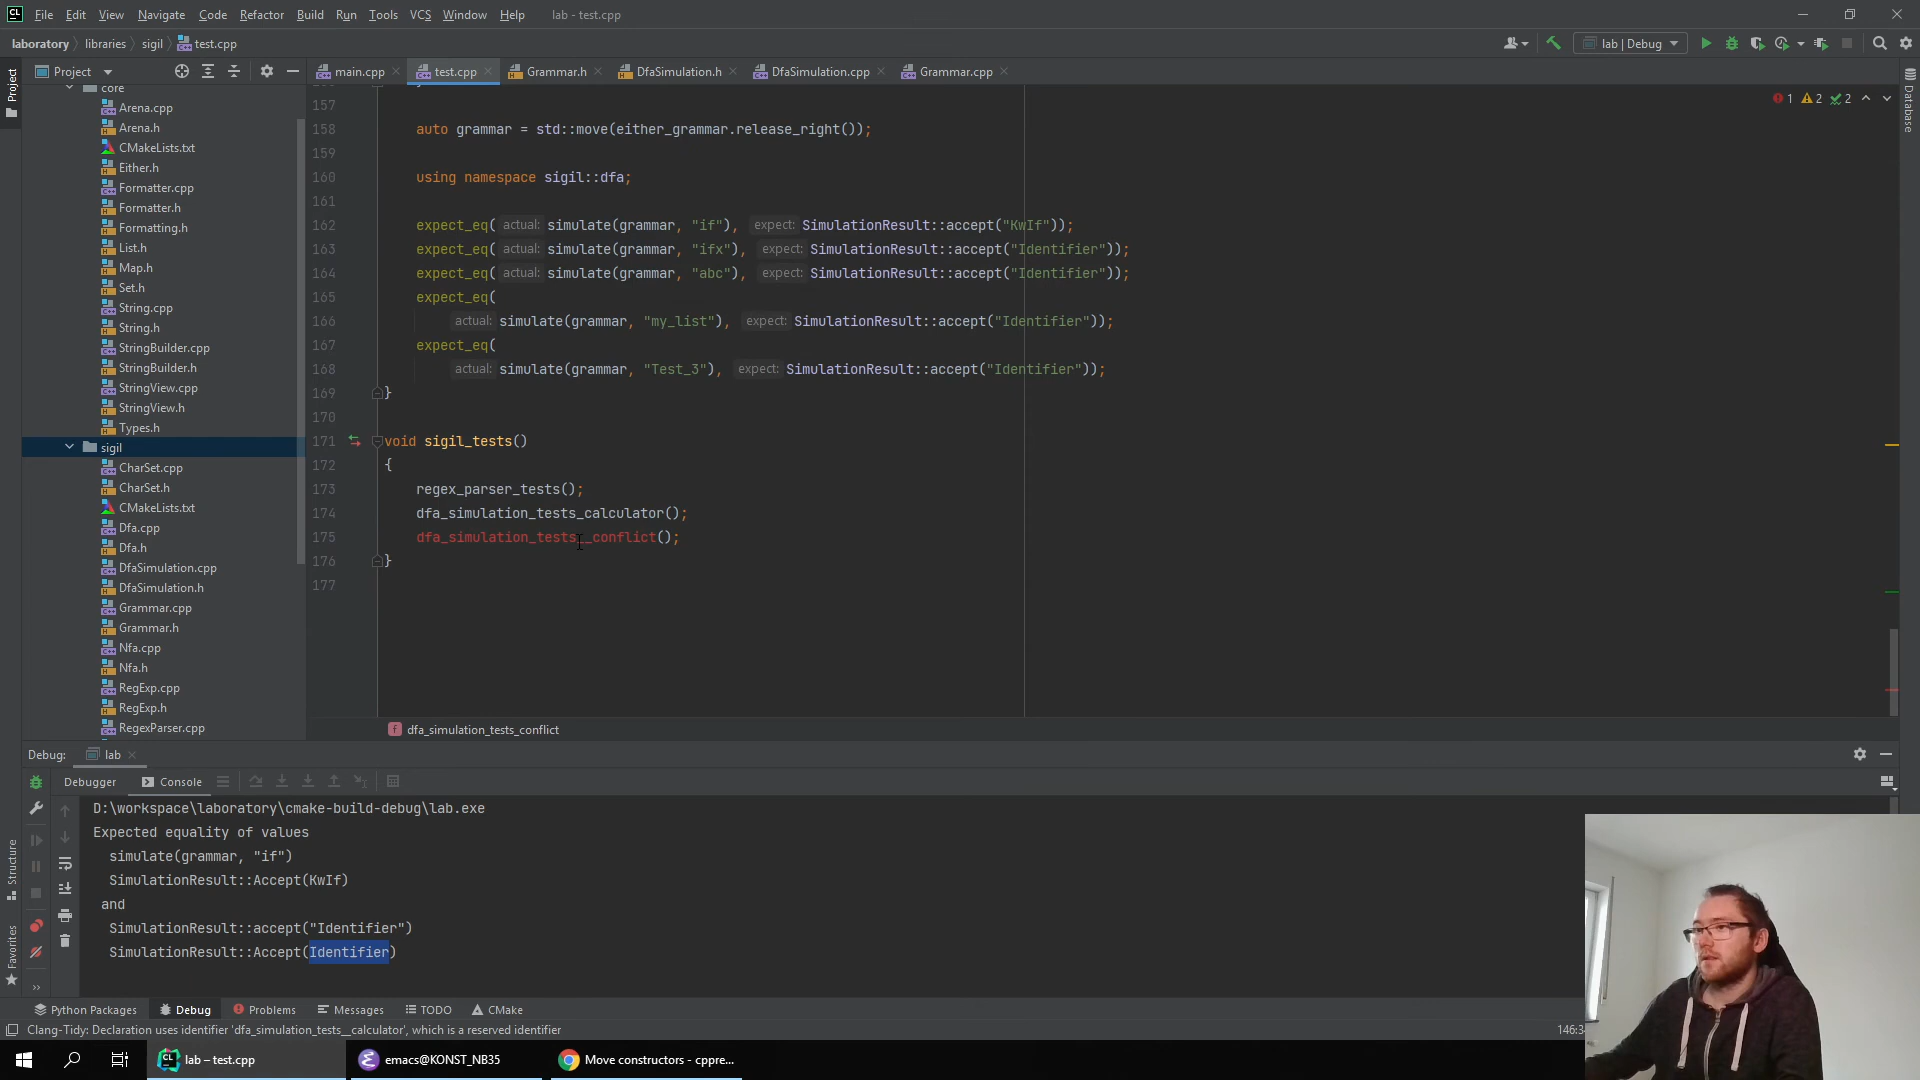 File Edit View Navigate Code Refactor Build Run Tools VCS Window Help lab - test.cpp
laboratory libraries sigil test.cpp lab | Debug
Project main.cpp test.cpp Grammar.h DfaSimulation.h DfaSimulation.cpp Grammar.cpp
Project
Database
1 2 2
core
Arena.cpp
Arena.h
CMakeLists.txt
Either.h
Formatter.cpp
Formatter.h
Formatting.h
List.h
Map.h
Set.h
String.cpp
String.h
StringBuilder.cpp
StringBuilder.h
StringView.cpp
StringView.h
Types.h
sigil
CharSet.cpp
CharSet.h
CMakeLists.txt
Dfa.cpp
Dfa.h
DfaSimulation.cpp
DfaSimulation.h
Grammar.cpp
Grammar.h
Nfa.cpp
Nfa.h
RegExp.cpp
RegExp.h
RegexParser.cpp
157
158 auto grammar = std::move(either_grammar.release_right());
159
160 using namespace sigil::dfa;
161
162 expect_eq( actual: simulate(grammar, "if"), expect: SimulationResult::accept("KwIf"));
163 expect_eq( actual: simulate(grammar, "ifx"), expect: SimulationResult::accept("Identifier"));
164 expect_eq( actual: simulate(grammar, "abc"), expect: SimulationResult::accept("Identifier"));
165 expect_eq(
166 actual: simulate(grammar, "my_list"), expect: SimulationResult::accept("Identifier"));
167 expect_eq(
168 actual: simulate(grammar, "Test_3"), expect: SimulationResult::accept("Identifier"));
169 }
170
171 void sigil_tests()
172 {
173 regex_parser_tests();
174 dfa_simulation_tests_calculator();
175 dfa_simulation_tests__conflict();
176 }
177
f dfa_simulation_tests_conflict
Debug: lab
Debugger Console
D:\workspace\laboratory\cmake-build-debug\lab.exe
Expected equality of values
simulate(grammar, "if")
SimulationResult::Accept(KwIf)
and
SimulationResult::accept("Identifier")
SimulationResult::Accept(Identifier)
Structure
Favorites
Python Packages Debug Problems Messages TODO CMake
Clang-Tidy: Declaration uses identifier 'dfa_simulation_tests__calculator', which is a reserved identifier
lab – test.cpp emacs@KONST_NB35 Move constructors - cppre...